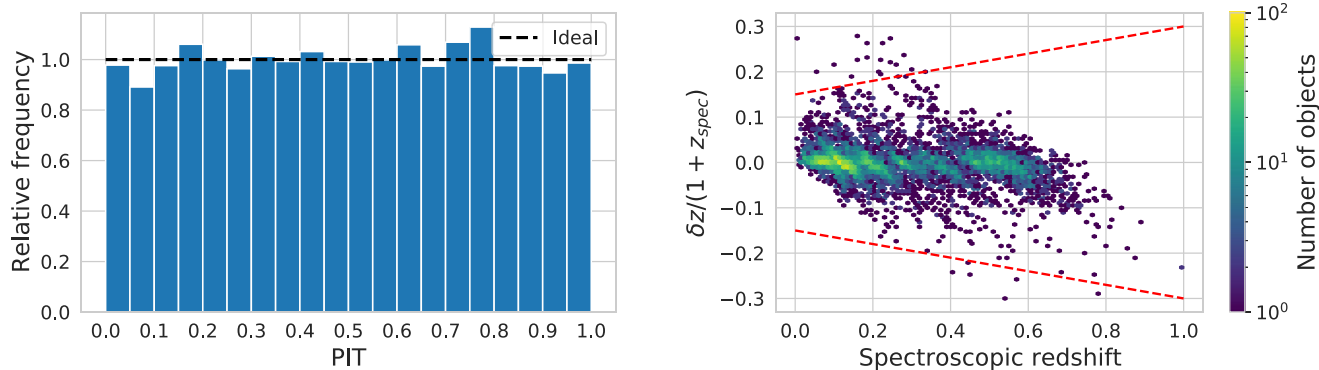 Relative frequency
1.0
0.8
0.6
0.4
0.2
0.0
Ideal
0.0 0.1 0.2 0.3 0.4 0.5 0.6 0.7 0.8 0.9 1.0
PIT
δz/(1 + z_spec)
0.3
0.2
0.1
0.0
−0.1
−0.2
−0.3
0.0 0.2 0.4 0.6 0.8 1.0
Spectroscopic redshift
10²
10¹
10⁰
Number of objects